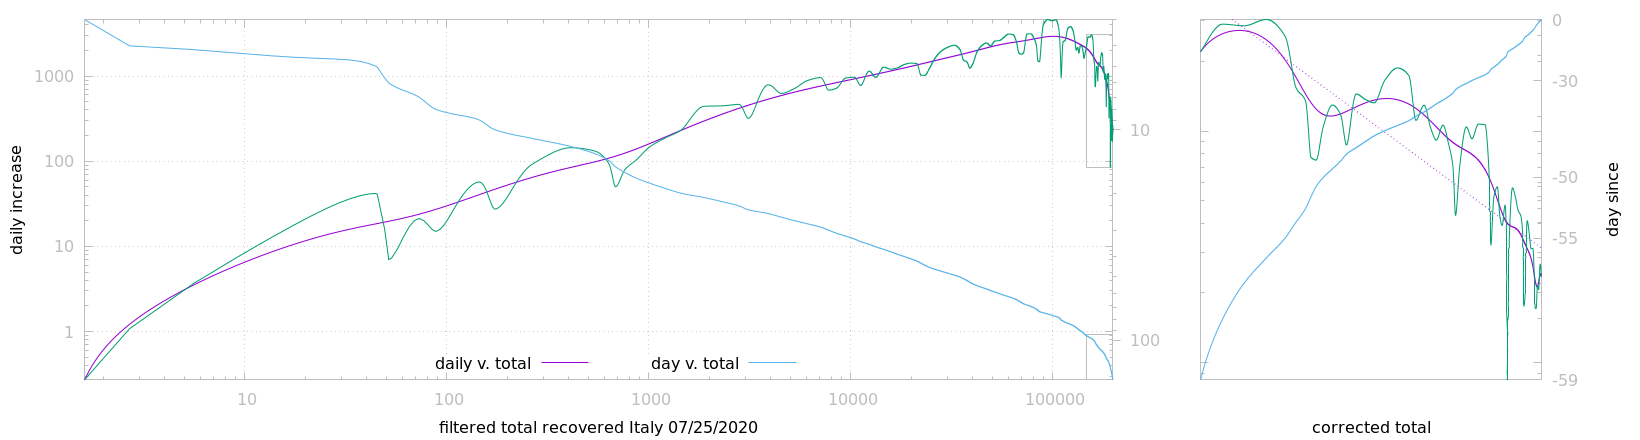 daily increase
1000
100
10
1
daily v. total
day v. total
10
100
1000
10000
100000
10
100
filtered total recovered Italy 07/25/2020
0
-30
-50
-55
-59
day since
corrected total